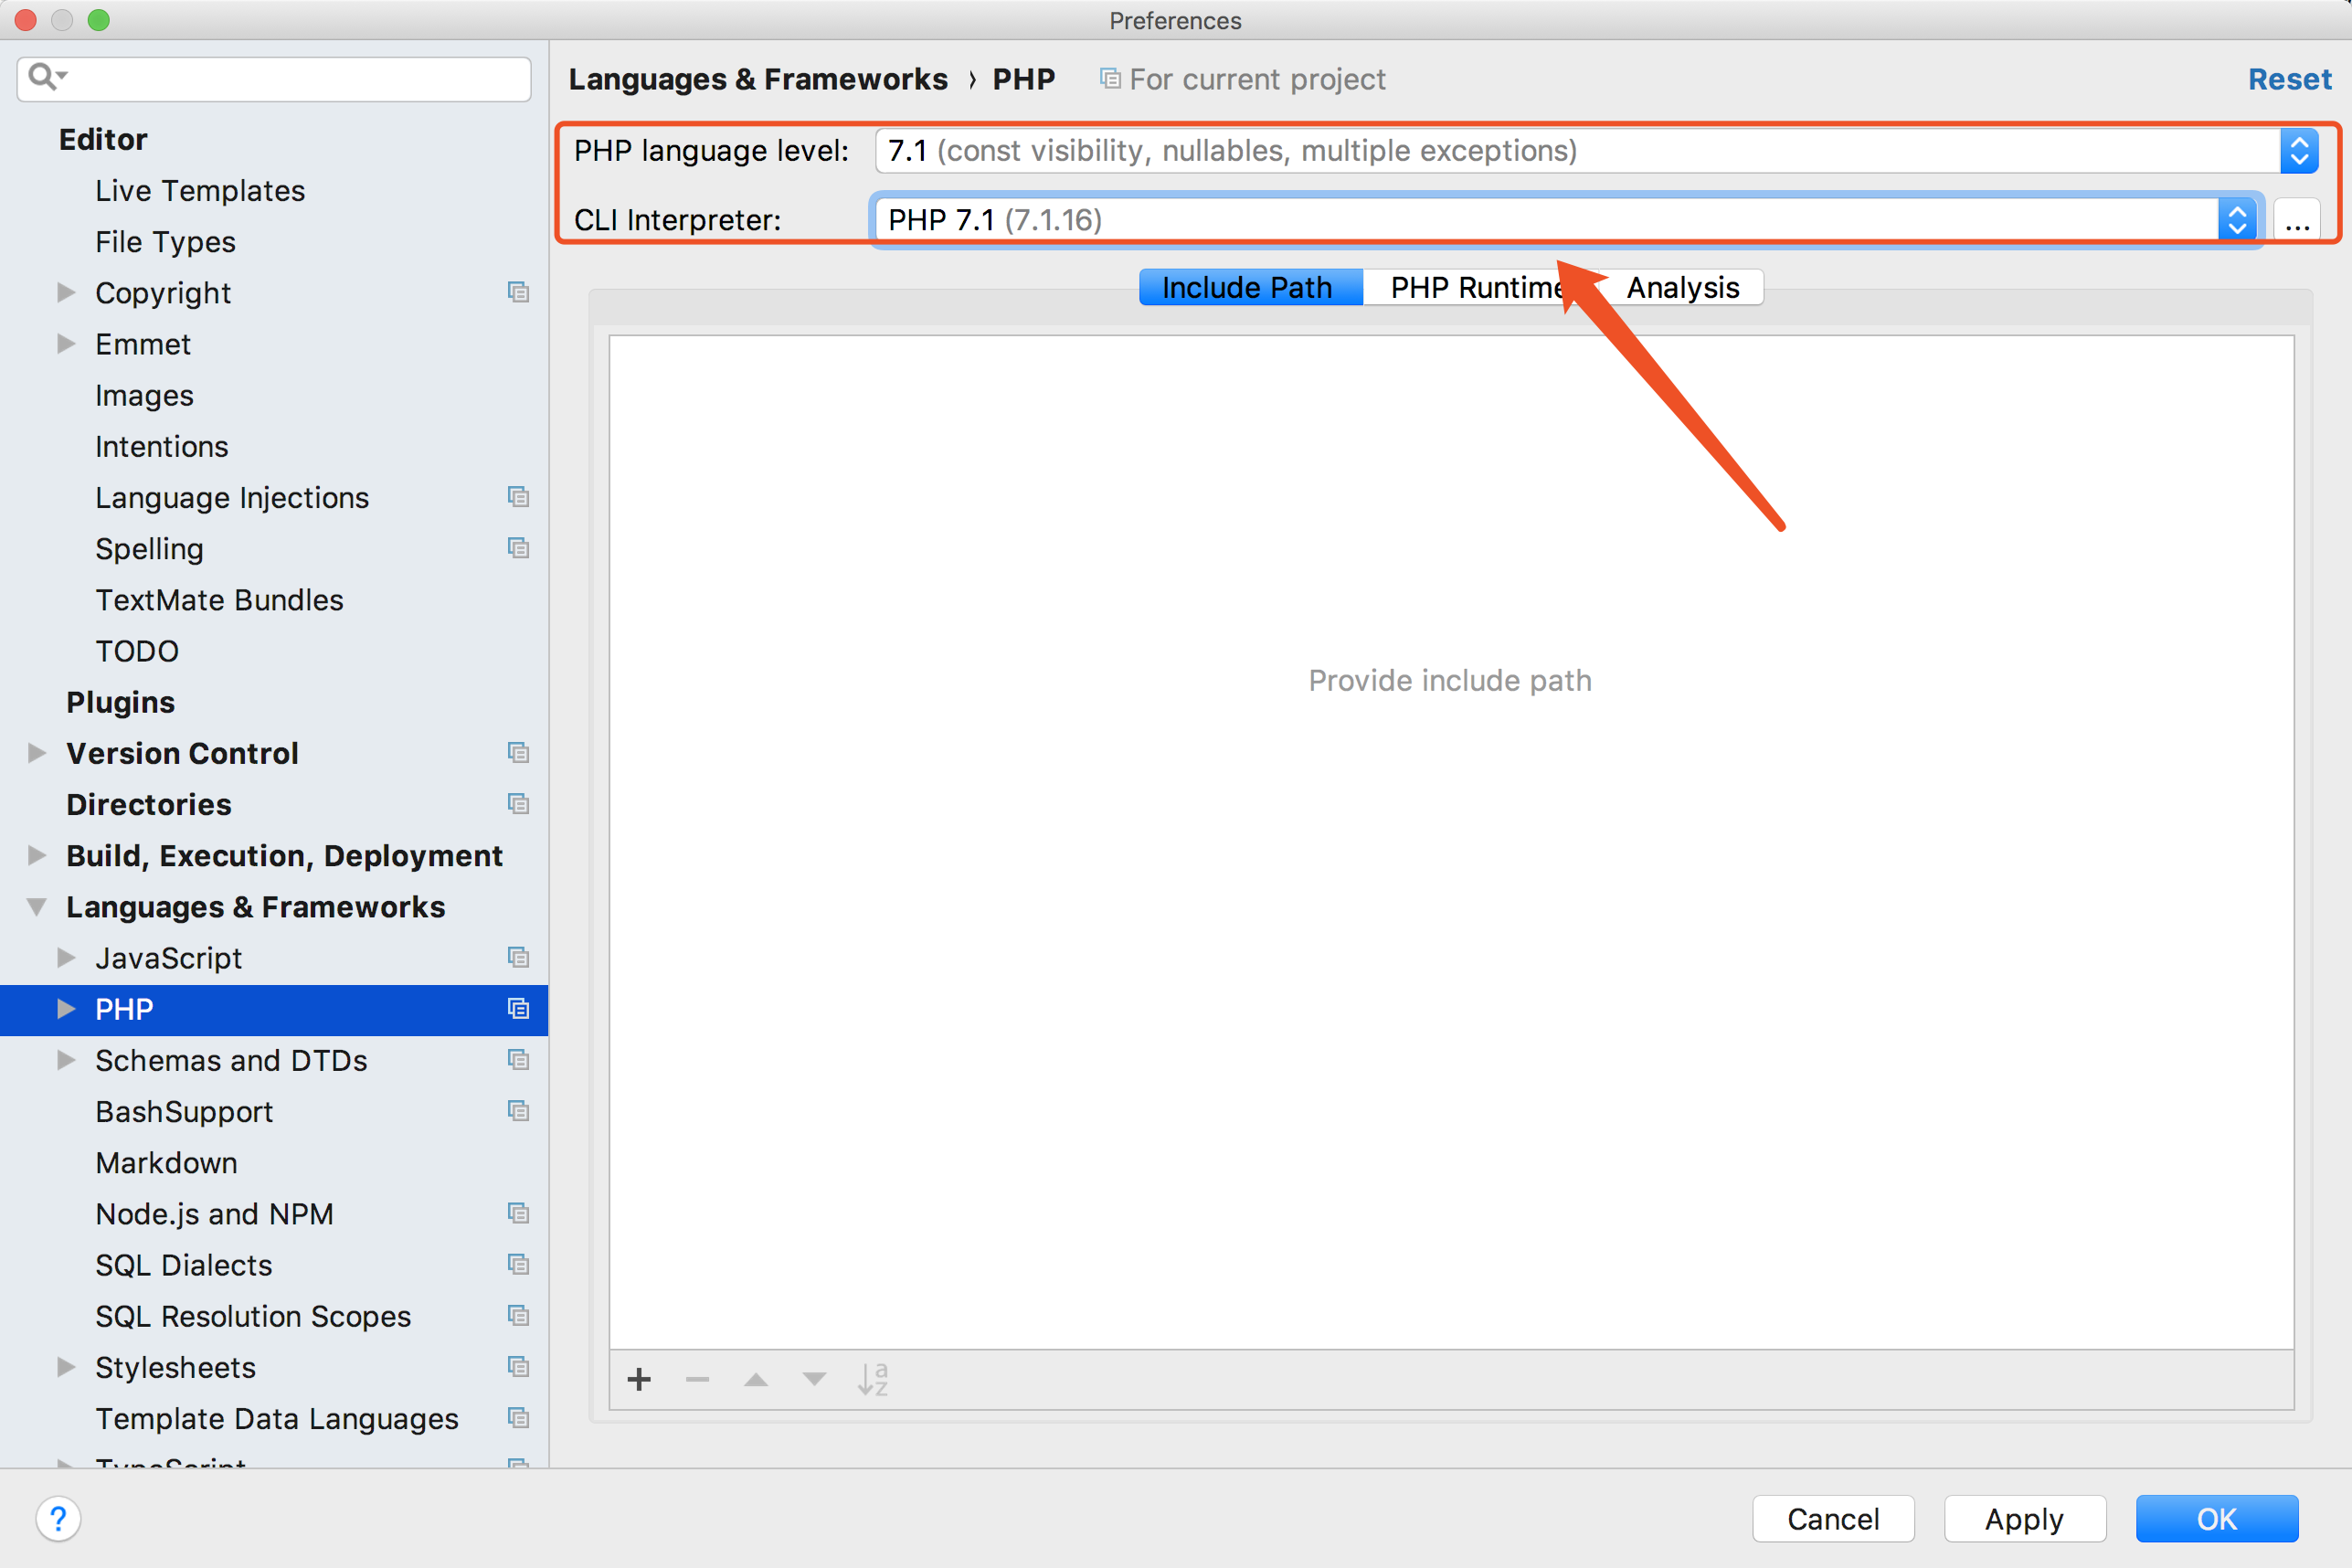 Preferences
Languages & Frameworks › PHP For current project Reset
PHP language level: 7.1 (const visibility, nullables, multiple exceptions)
CLI Interpreter: PHP 7.1 (7.1.16) ...
Include Path PHP Runtime Analysis
Provide include path
Editor
Live Templates
File Types
Copyright
Emmet
Images
Intentions
Language Injections
Spelling
TextMate Bundles
TODO
Plugins
Version Control
Directories
Build, Execution, Deployment
Languages & Frameworks
JavaScript
PHP
Schemas and DTDs
BashSupport
Markdown
Node.js and NPM
SQL Dialects
SQL Resolution Scopes
Stylesheets
Template Data Languages
TypeScript
a
z
?
Cancel Apply OK